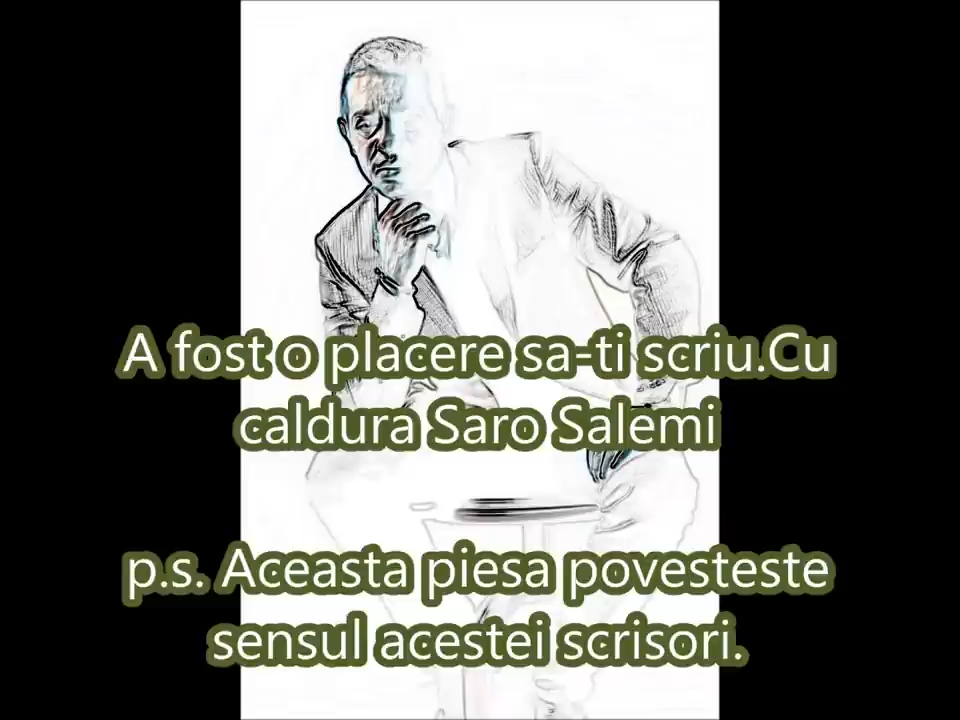 A fost o placere sa-ti scriu.Cu
caldura Saro Salemi
p.s. Aceasta piesa povesteste
sensul acestei scrisori.